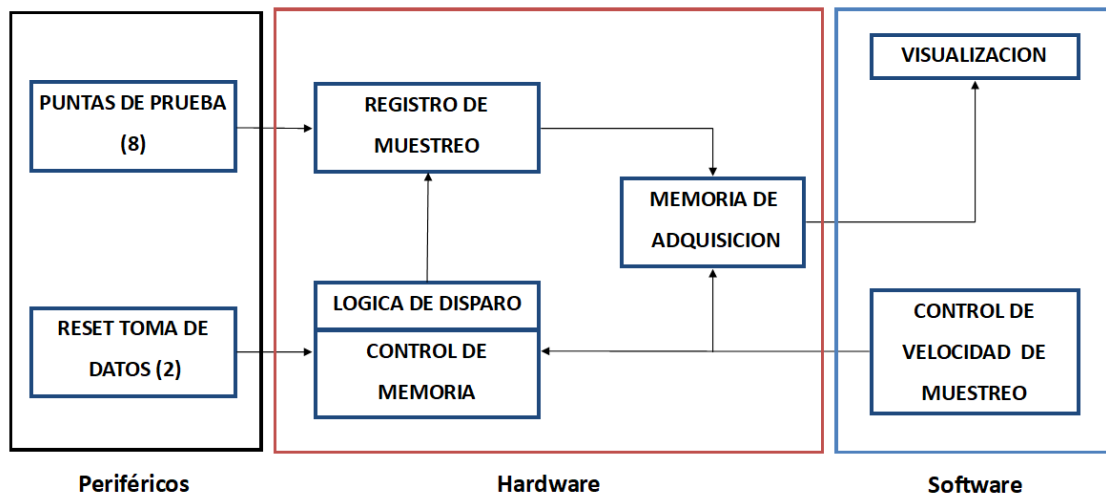 PUNTAS DE PRUEBA
(8)
REGISTRO DE
MUESTREO
VISUALIZACION
MEMORIA DE
ADQUISICION
RESET TOMA DE
DATOS (2)
LOGICA DE DISPARO
CONTROL DE
MEMORIA
CONTROL DE
VELOCIDAD DE
MUESTREO
Periféricos
Hardware
Software